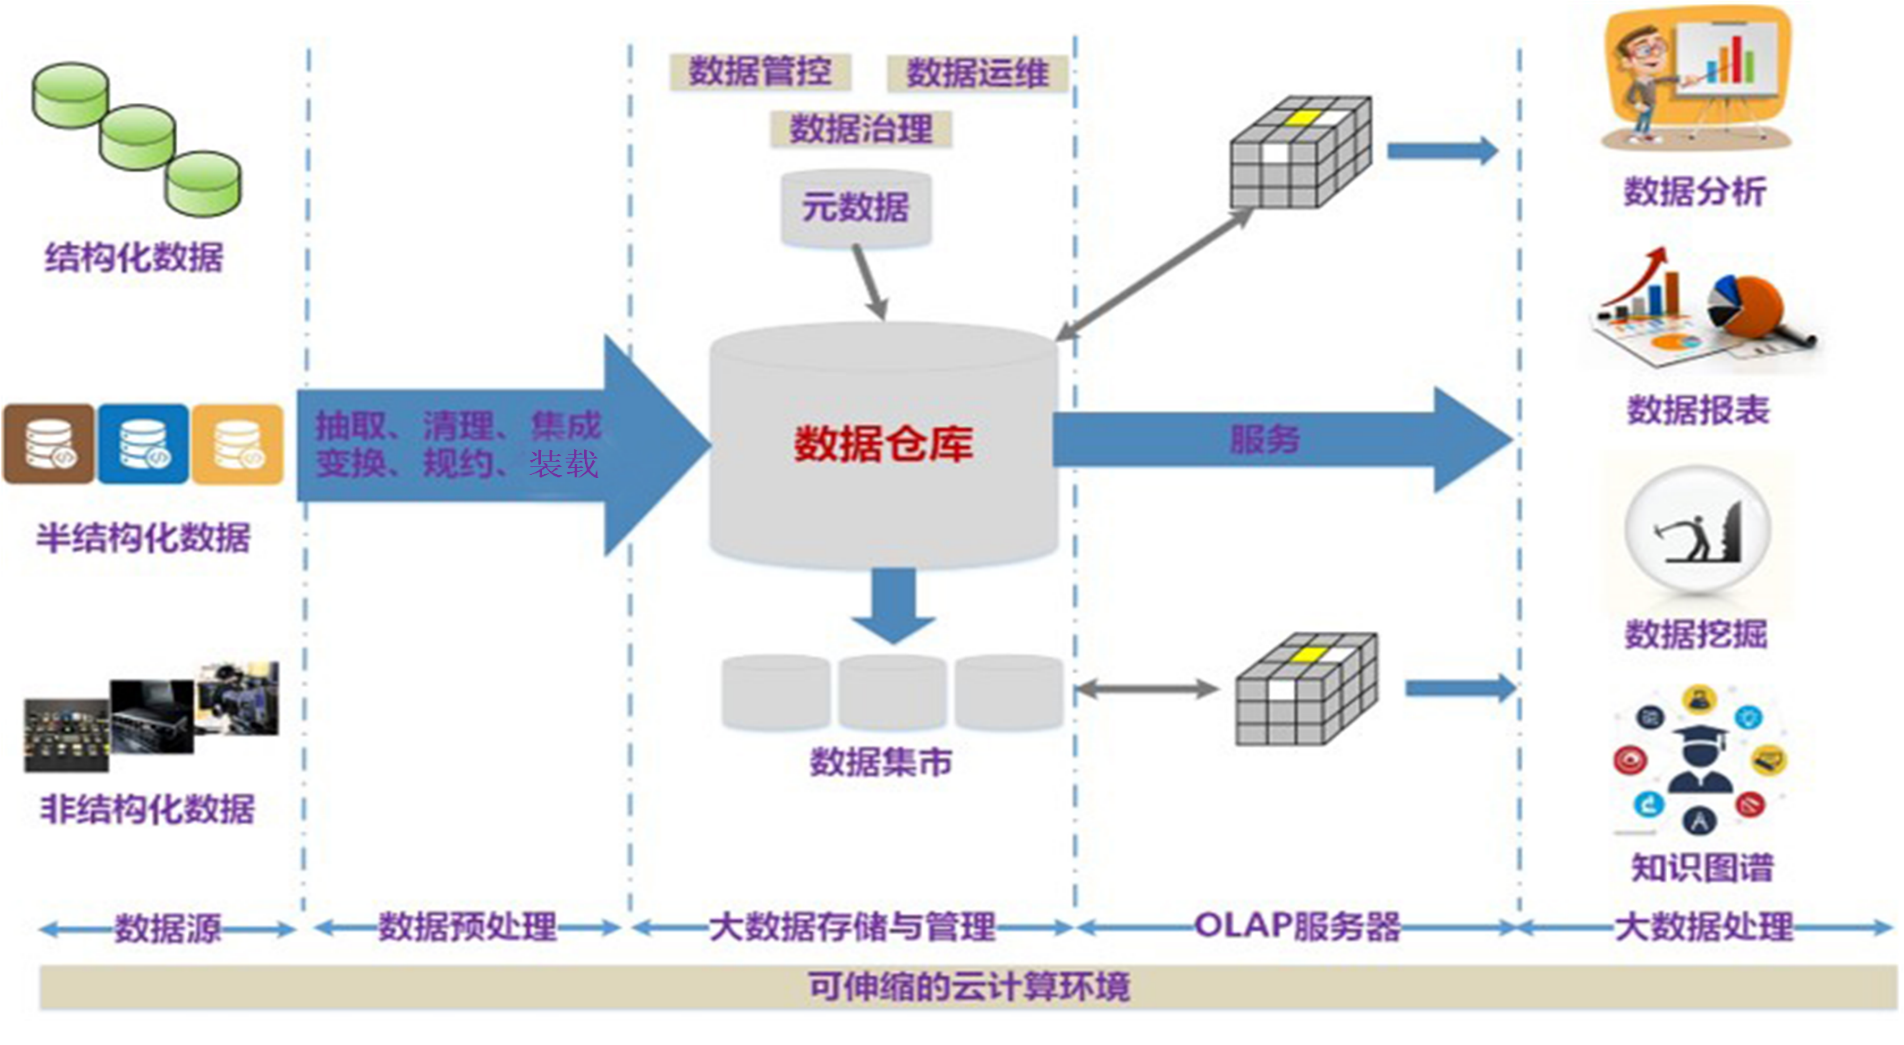 结构化数据
半结构化数据
非结构化数据
数据源
抽取、清理、集成
变换、规约、装载
数据预处理
数据管控
数据运维
数据治理
元数据
数据仓库
数据集市
大数据存储与管理
服务
OLAP服务器
数据分析
数据报表
数据挖掘
知识图谱
大数据处理
可伸缩的云计算环境